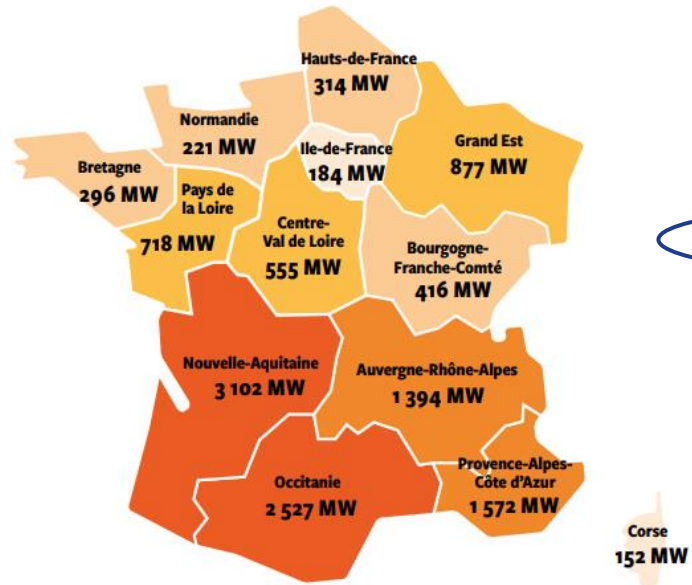 Hauts-de-France
314 MW
Normandie
221 MW
Ile-de-France
184 MW
Grand Est
877 MW
Bretagne
296 MW
Pays de
la Loire
718 MW
Centre-
Val de Loire
555 MW
Bourgogne-
Franche-Comté
416 MW
Nouvelle-Aquitaine
3 102 MW
Auvergne-Rhône-Alpes
1 394 MW
Occitanie
2 527 MW
Provence-Alpes-
Côte d'Azur
1 572 MW
Corse
152 MW